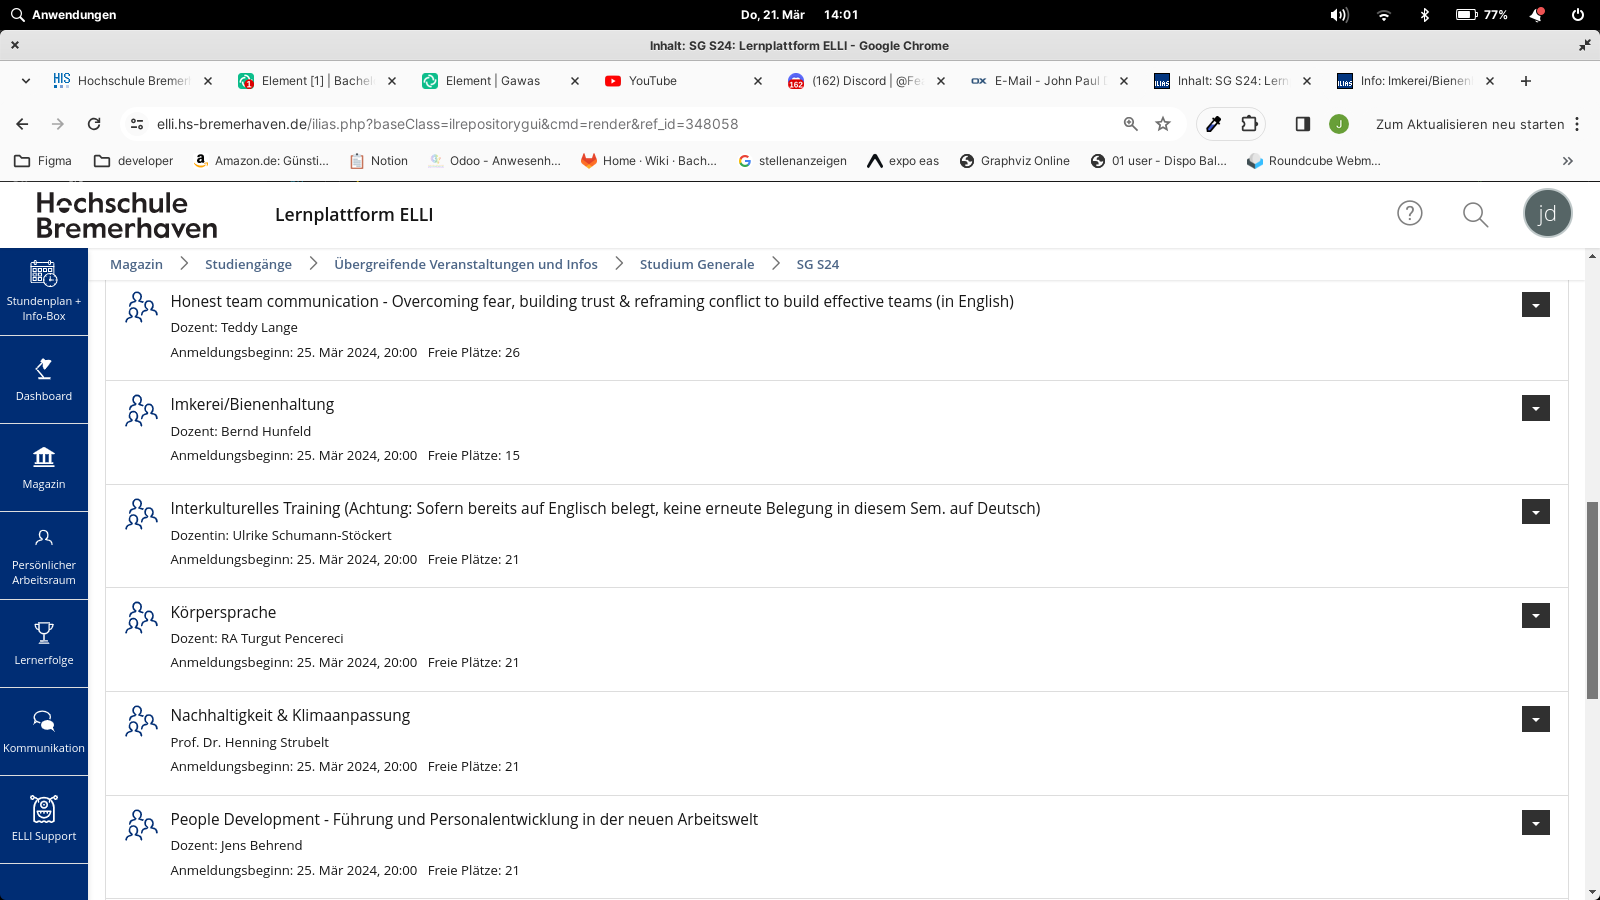 Anwendungen
Do, 21. Mär 14:01
77%
Inhalt: SG S24: Lernplattform ELLI - Google Chrome
Hochschule Bremer
Element [1] | Bache
Element | Gawas
YouTube
(162) Discord | @Fe
E-Mail - John Paul
Inhalt: SG S24: Lern
Info: Imkerei/Bienen
elli.hs-bremerhaven.de/ilias.php?baseClass=ilrepositorygui&cmd=render&ref_id=348058
J
Zum Aktualisieren neu starten
Figma
developer
Amazon.de: Günsti...
Notion
Odoo - Anwesenh...
Home · Wiki · Bach...
stellenanzeigen
expo eas
Graphviz Online
01 user - Dispo Bal...
Roundcube Webm...
Hochschule
Bremerhaven
Lernplattform ELLI
jd
Magazin
Studiengänge
Übergreifende Veranstaltungen und Infos
Studium Generale
SG S24
Stundenplan +
Info-Box
Dashboard
Magazin
Persönlicher
Arbeitsraum
Lernerfolge
Kommunikation
ELLI Support
Honest team communication - Overcoming fear, building trust & reframing conflict to build effective teams (in English)
Dozent: Teddy Lange
Anmeldungsbeginn: 25. Mär 2024, 20:00 Freie Plätze: 26
Imkerei/Bienenhaltung
Dozent: Bernd Hunfeld
Anmeldungsbeginn: 25. Mär 2024, 20:00 Freie Plätze: 15
Interkulturelles Training (Achtung: Sofern bereits auf Englisch belegt, keine erneute Belegung in diesem Sem. auf Deutsch)
Dozentin: Ulrike Schumann-Stöckert
Anmeldungsbeginn: 25. Mär 2024, 20:00 Freie Plätze: 21
Körpersprache
Dozent: RA Turgut Pencereci
Anmeldungsbeginn: 25. Mär 2024, 20:00 Freie Plätze: 21
Nachhaltigkeit & Klimaanpassung
Prof. Dr. Henning Strubelt
Anmeldungsbeginn: 25. Mär 2024, 20:00 Freie Plätze: 21
People Development - Führung und Personalentwicklung in der neuen Arbeitswelt
Dozent: Jens Behrend
Anmeldungsbeginn: 25. Mär 2024, 20:00 Freie Plätze: 21